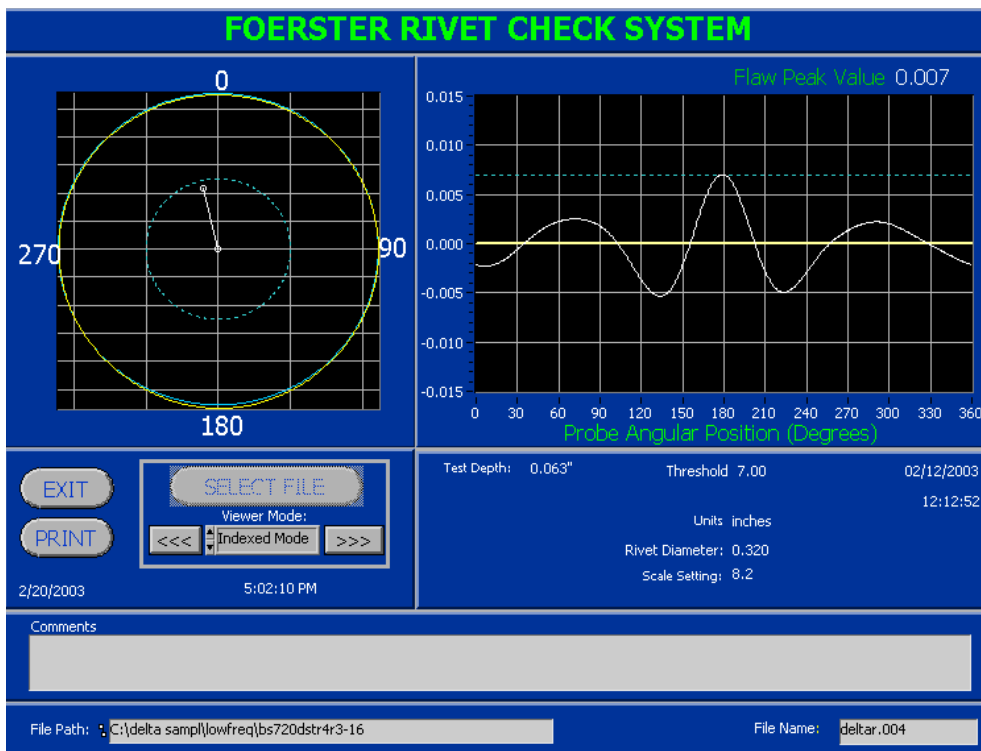 FOERSTER RIVET CHECK SYSTEM
0
270
90
180
Flaw Peak Value 0.007
0.015
0.010
0.005
0.000
-0.005
-0.010
-0.015
0 30 60 90 120 150 180 210 240 270 300 330 360
Probe Angular Position (Degrees)
EXIT
PRINT
SELECT FILE
Viewer Mode:
<<< Indexed Mode >>>
2/20/2003 5:02:10 PM
Test Depth: 0.063" Threshold 7.00 02/12/2003
12:12:52
Units inches
Rivet Diameter: 0.320
Scale Setting: 8.2
Comments
File Path: C:\delta sampl\lowfreq\bs720dstr4r3-16 File Name: deltar.004